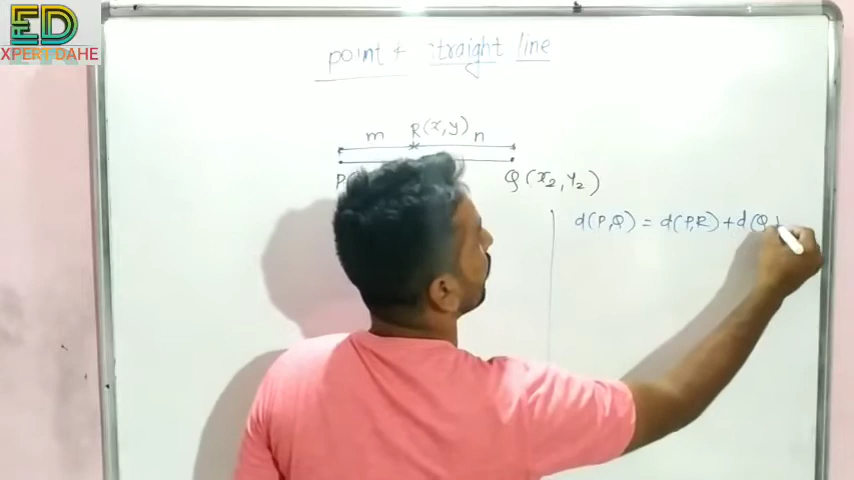 ED
XPERT DAHE
point & straight line
m R(x,y) n
P( Q(x₂,y₂)
d(P,Q) = d(P,R) + d(Q